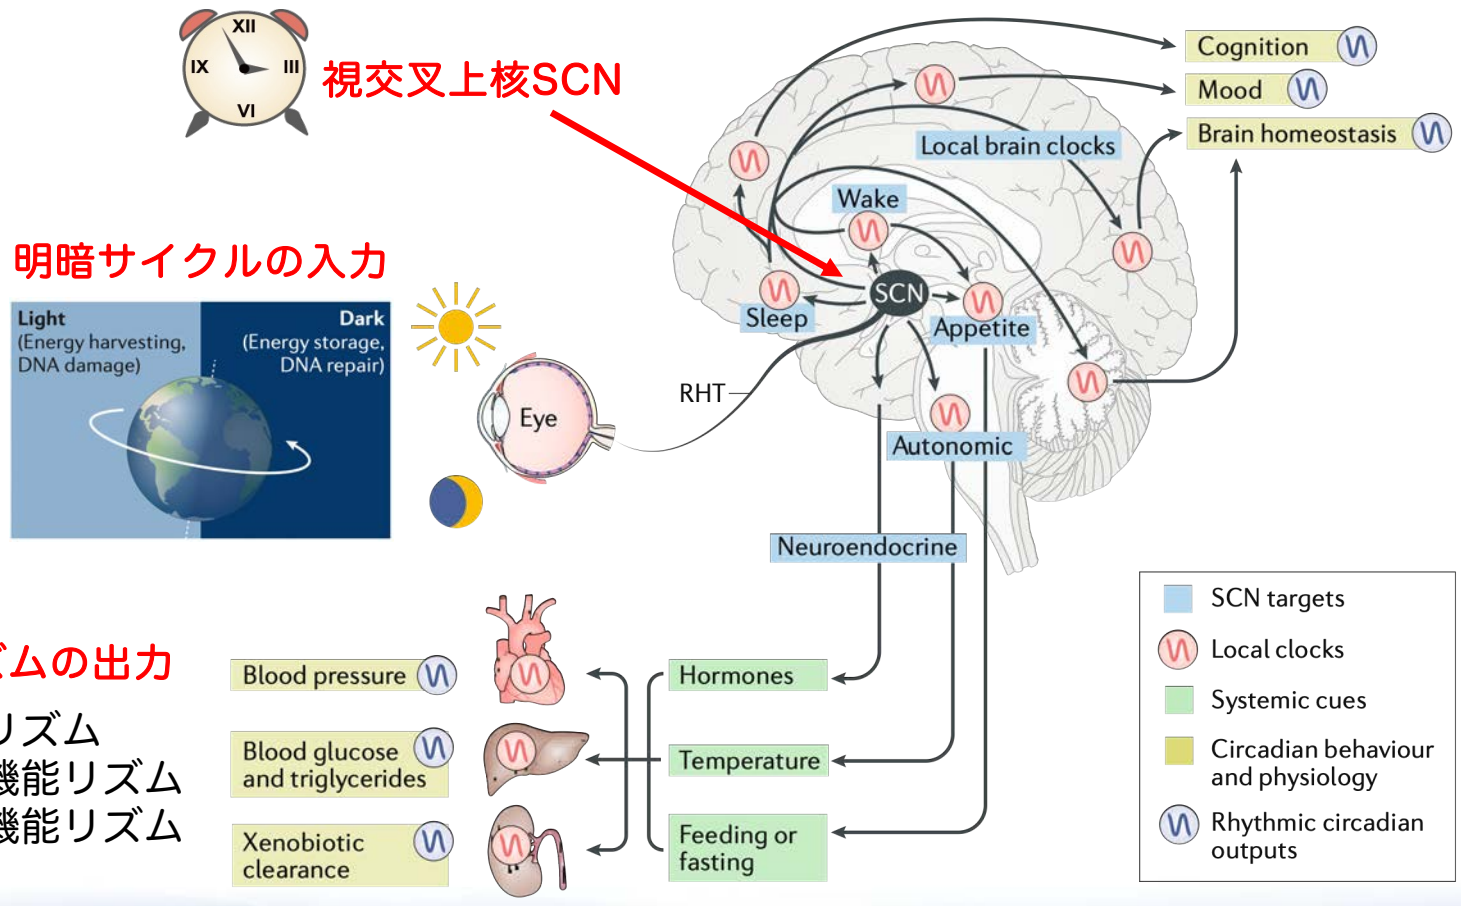 XII
IX
III
VI
視交叉上核SCN
Cognition
Mood
Brain homeostasis
Local brain clocks
Wake
明暗サイクルの入力
Light
(Energy harvesting,
DNA damage)
Dark
(Energy storage,
DNA repair)
SCN
Sleep
Appetite
RHT
Eye
Autonomic
Neuroendocrine
SCN targets
Local clocks
Systemic cues
Circadian behaviour
and physiology
Rhythmic circadian
outputs
ズムの出力
リズム
機能リズム
機能リズム
Blood pressure
Blood glucose
and triglycerides
Xenobiotic
clearance
Hormones
Temperature
Feeding or
fasting